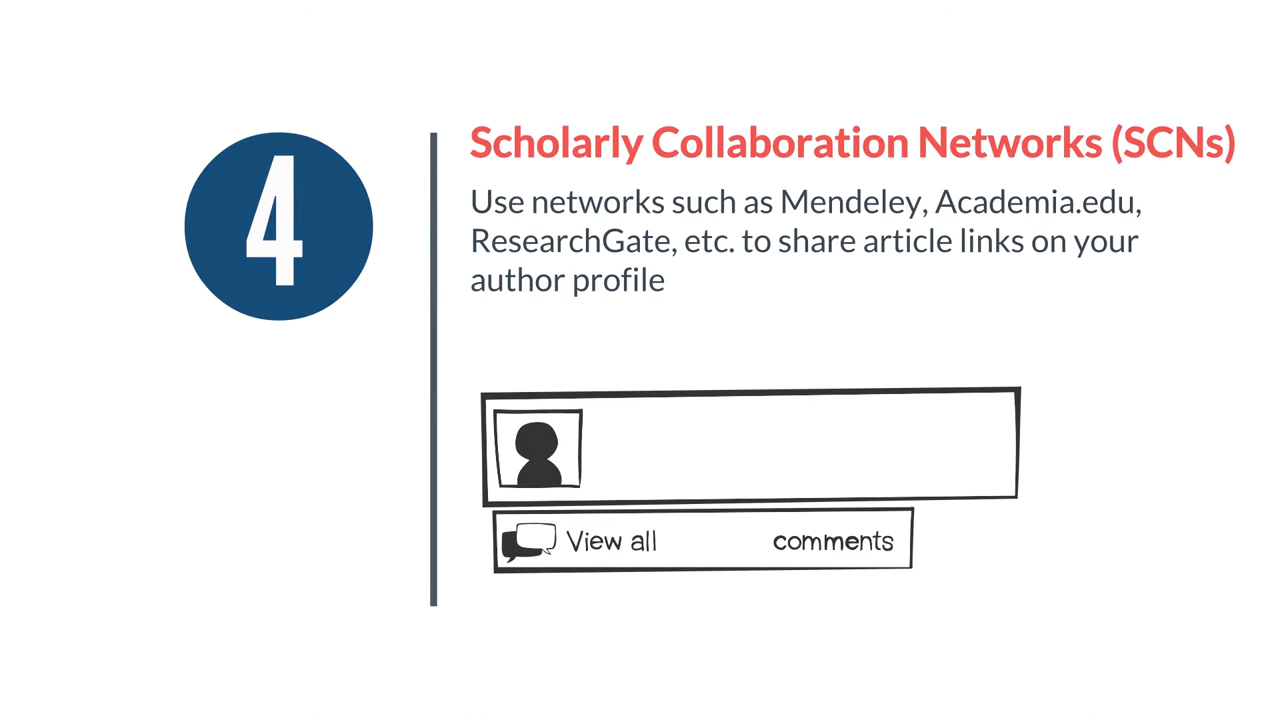 4
Scholarly Collaboration Networks (SCNs)
Use networks such as Mendeley, Academia.edu,
ResearchGate, etc. to share article links on your
author profile
View all comments